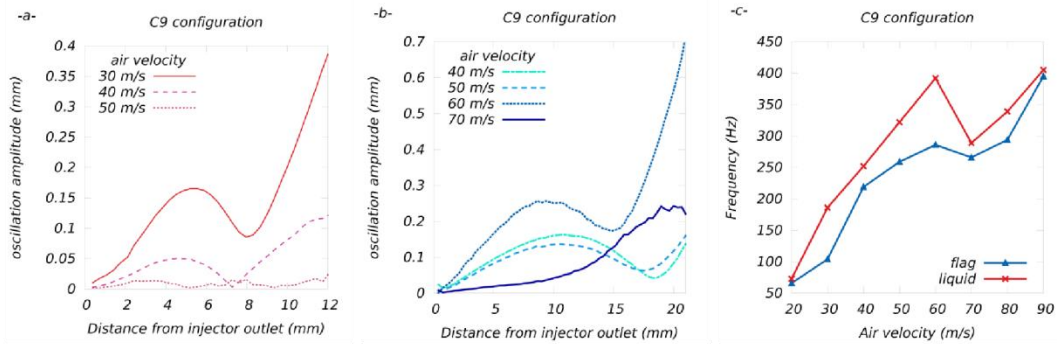 -a-
C9 configuration
air velocity
30 m/s
40 m/s
50 m/s
oscillation amplitude (mm)
0.4
0.35
0.3
0.25
0.2
0.15
0.1
0.05
0
0 2 4 6 8 10 12
Distance from injector outlet (mm)
-b-
C9 configuration
air velocity
40 m/s
50 m/s
60 m/s
70 m/s
oscillation amplitude (mm)
0.7
0.6
0.5
0.4
0.3
0.2
0.1
0
0 5 10 15 20
Distance from injector outlet (mm)
-c-
C9 configuration
Frequency (Hz)
450
400
350
300
250
200
150
100
50
flag
liquid
20 30 40 50 60 70 80 90
Air velocity (m/s)